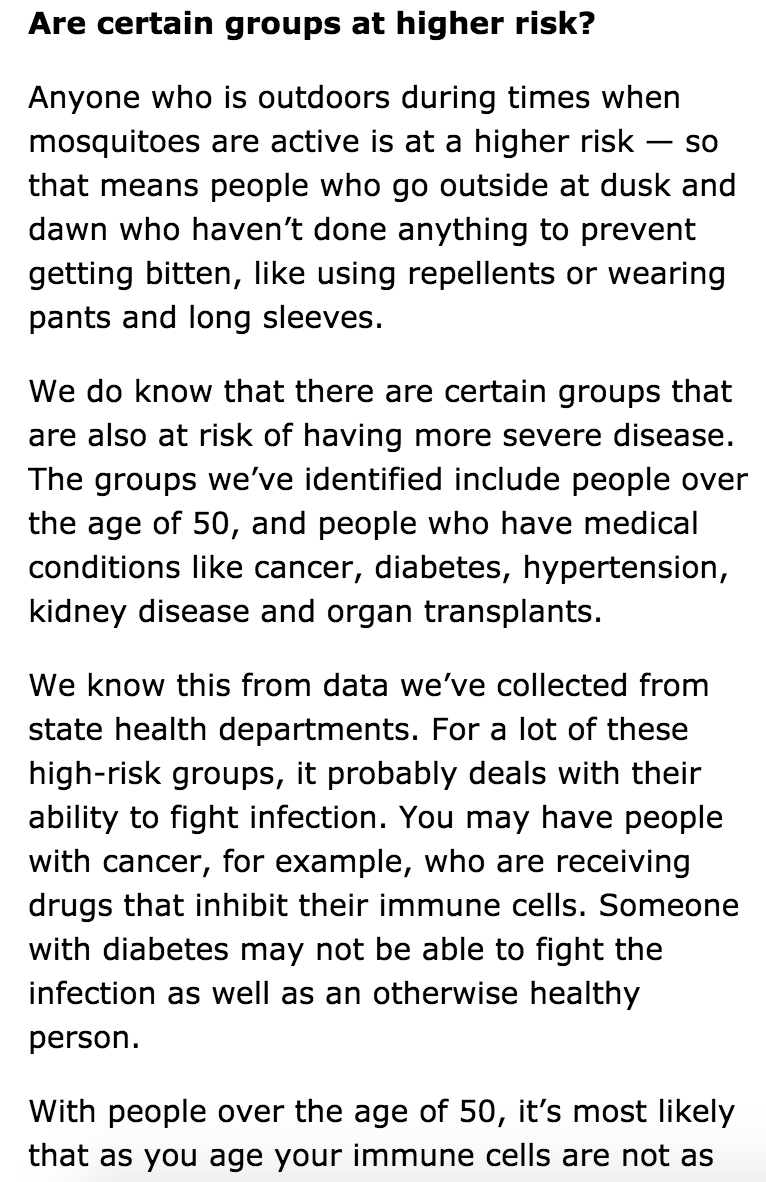 Are certain groups at higher risk?
Anyone who is outdoors during times when
mosquitoes are active is at a higher risk — so
that means people who go outside at dusk and
dawn who haven’t done anything to prevent
getting bitten, like using repellents or wearing
pants and long sleeves.
We do know that there are certain groups that
are also at risk of having more severe disease.
The groups we’ve identified include people over
the age of 50, and people who have medical
conditions like cancer, diabetes, hypertension,
kidney disease and organ transplants.
We know this from data we’ve collected from
state health departments. For a lot of these
high-risk groups, it probably deals with their
ability to fight infection. You may have people
with cancer, for example, who are receiving
drugs that inhibit their immune cells. Someone
with diabetes may not be able to fight the
infection as well as an otherwise healthy
person.
With people over the age of 50, it’s most likely
that as you age your immune cells are not as